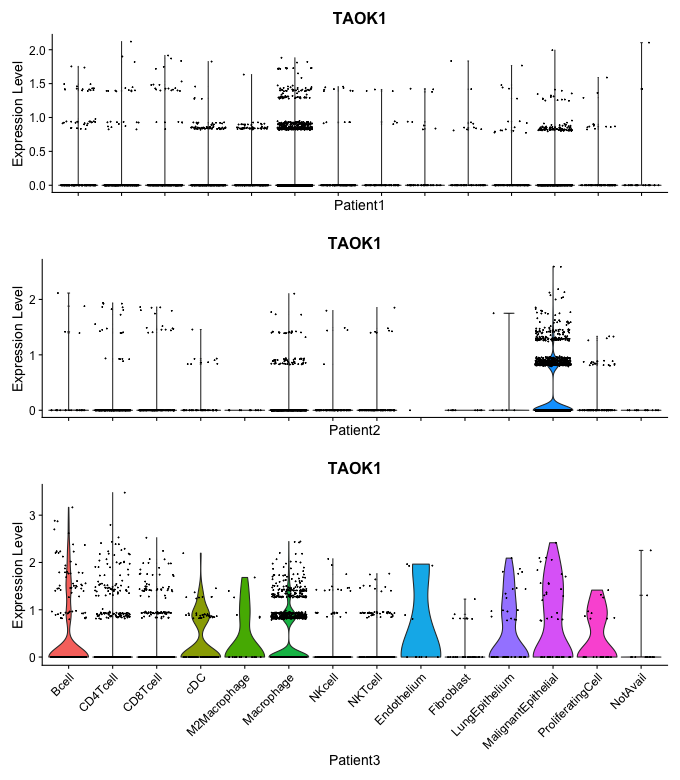 TAOK1
2.0
1.5
1.0
0.5
0.0
Expression Level
Patient1
TAOK1
2
1
0
Expression Level
Patient2
TAOK1
3
2
1
0
Expression Level
Bcell
CD4Tcell
CD8Tcell
cDC
M2Macrophage
Macrophage
NKcell
NKTcell
Endothelium
Fibroblast
LungEpithelium
MalignantEpithelial
ProliferatingCell
NotAvail
Patient3